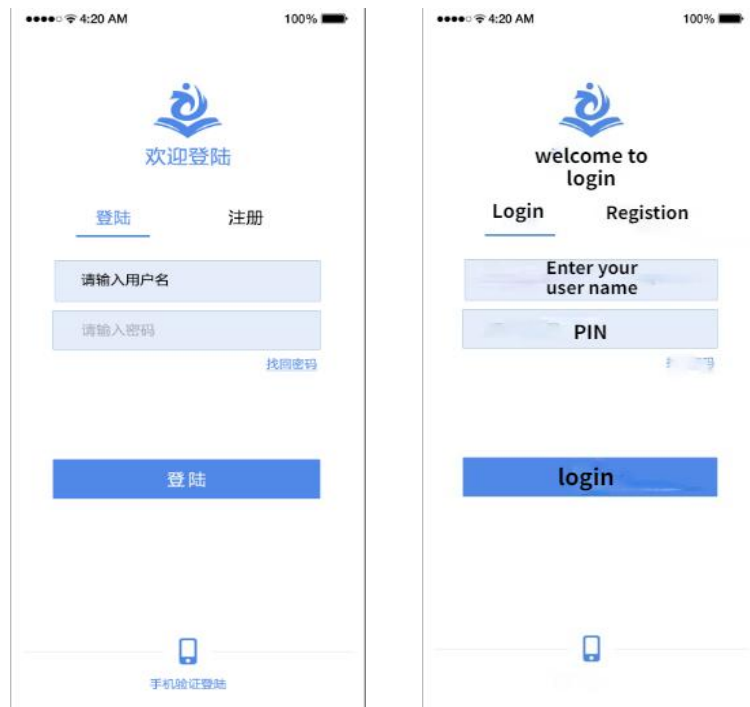 4:20 AM 100%
欢迎登陆
登陆 注册
请输入用户名
请输入密码
找回密码
登陆
手机验证登陆
4:20 AM 100%
welcome to
login
Login Registion
Enter your
user name
PIN
login